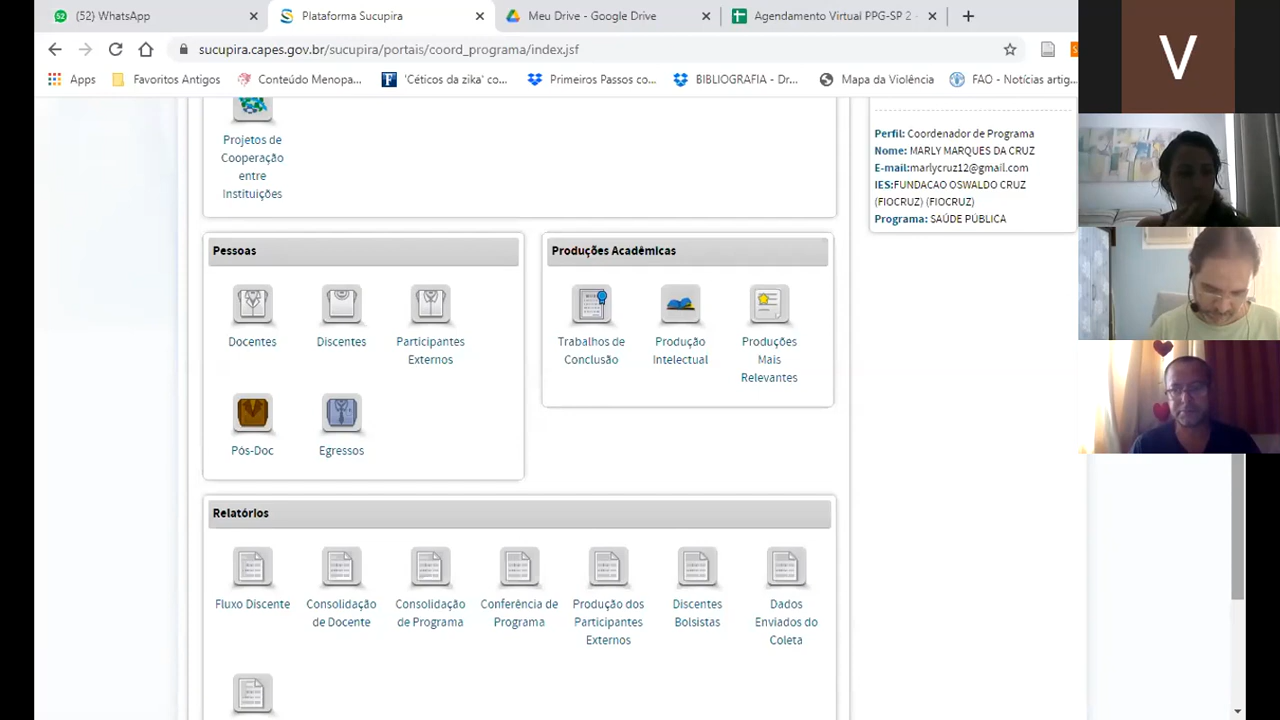 (52) WhatsApp
Plataforma Sucupira
Meu Drive - Google Drive
Agendamento Virtual PPG-SP 2 -
sucupira.capes.gov.br/sucupira/portais/coord_programa/index.jsf
Apps
Favoritos Antigos
Conteúdo Menopa...
'Céticos da zika' co...
Primeiros Passos co...
BIBLIOGRAFIA - Dr...
Mapa da Violência
FAO - Notícias artig...
V
Projetos de
Cooperação
entre
Instituições
Perfil: Coordenador de Programa
Nome: MARLY MARQUES DA CRUZ
E-mail:marlycruz12@gmail.com
IES:FUNDACAO OSWALDO CRUZ
(FIOCRUZ) (FIOCRUZ)
Programa: SAÚDE PÚBLICA
Pessoas
Docentes
Discentes
Participantes
Externos
Pós-Doc
Egressos
Produções Acadêmicas
Trabalhos de
Conclusão
Produção
Intelectual
Produções
Mais
Relevantes
Relatórios
Fluxo Discente
Consolidação
de Docente
Consolidação
de Programa
Conferência de
Programa
Produção dos
Participantes
Externos
Discentes
Bolsistas
Dados
Enviados do
Coleta